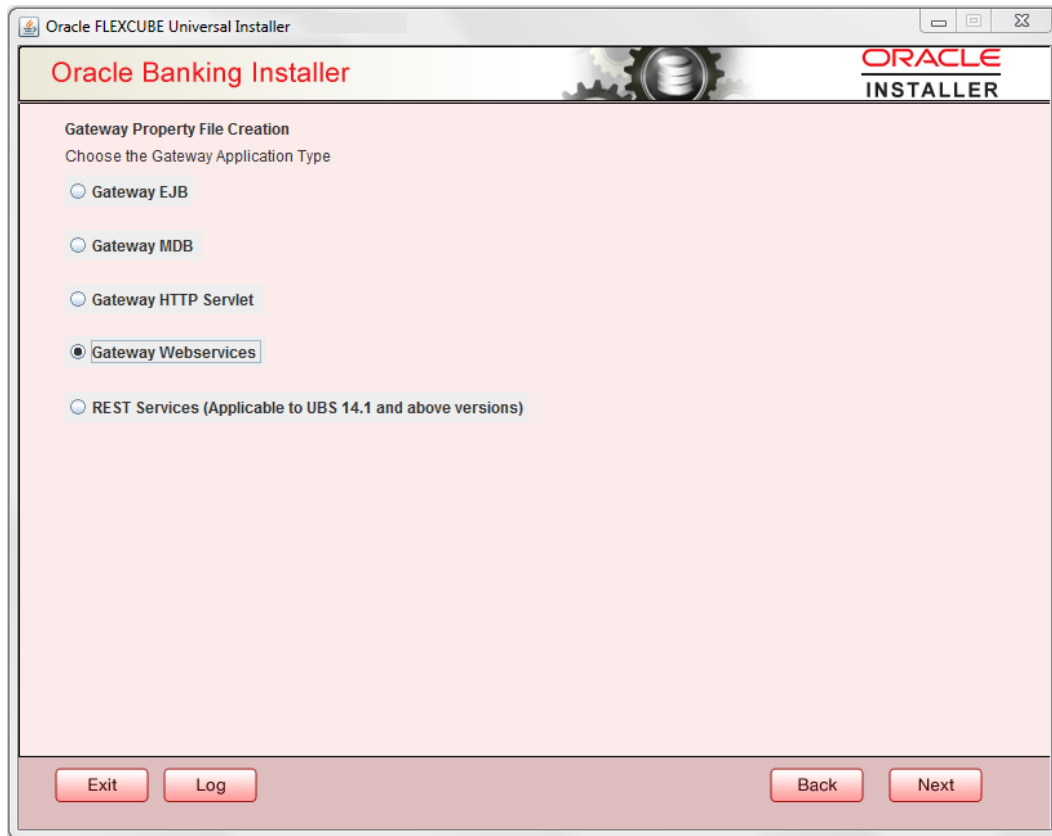 Oracle FLEXCUBE Universal Installer
Oracle Banking Installer
ORACLE
INSTALLER
Gateway Property File Creation
Choose the Gateway Application Type
Gateway EJB
Gateway MDB
Gateway HTTP Servlet
Gateway Webservices
REST Services (Applicable to UBS 14.1 and above versions)
Exit
Log
Back
Next